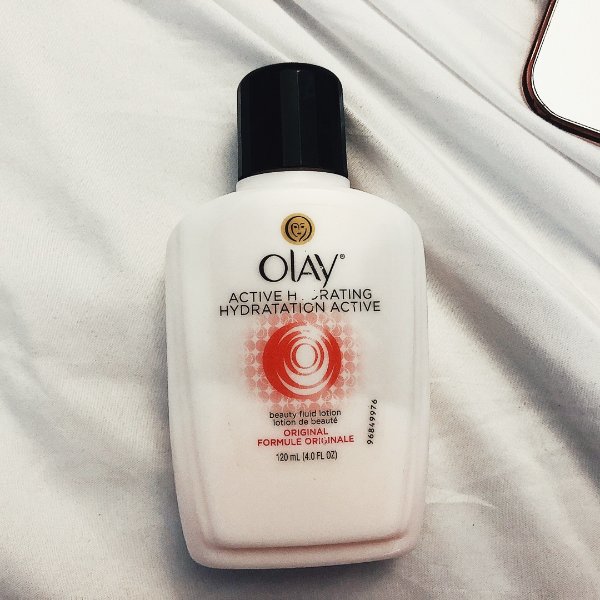 OLAY®
ACTIVE H RATING
HYDRATATION ACTIVE
beauty fluid lotion
lotion de beauté
ORIGINAL
FORMULE ORIGINALE
120 mL (4.0 FL OZ)
96849976